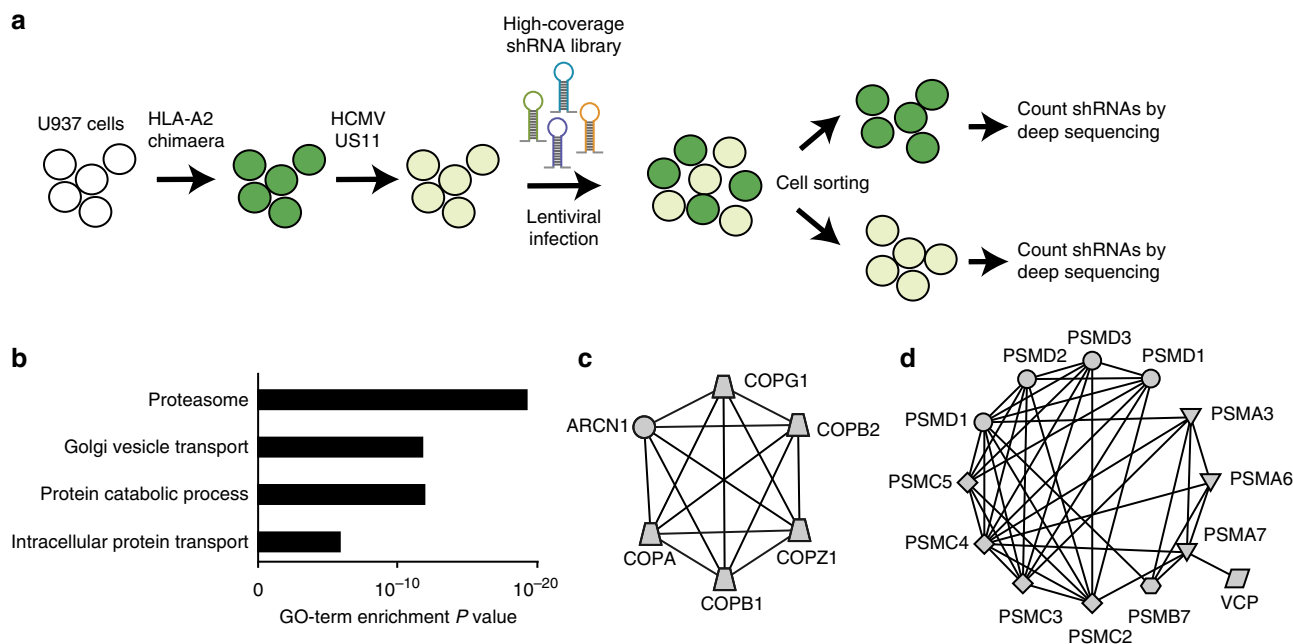 a
U937 cells
HLA-A2
chimaera
HCMV
US11
High-coverage
shRNA library
Lentiviral
infection
Cell sorting
Count shRNAs by
deep sequencing
Count shRNAs by
deep sequencing
b
Proteasome
Golgi vesicle transport
Protein catabolic process
Intracellular protein transport
0
10–10
10–20
GO-term enrichment P value
c
COPG1
ARCN1
COPB2
COPA
COPZ1
COPB1
d
PSMD3
PSMD2
PSMD1
PSMD1
PSMA3
PSMC5
PSMA6
PSMC4
PSMA7
PSMC3
PSMC2
PSMB7
VCP